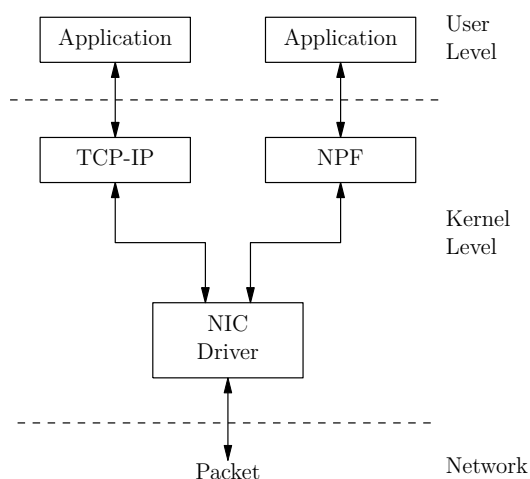 Application
Application
User
Level
TCP-IP
NPF
Kernel
Level
NIC
Driver
Packet
Network